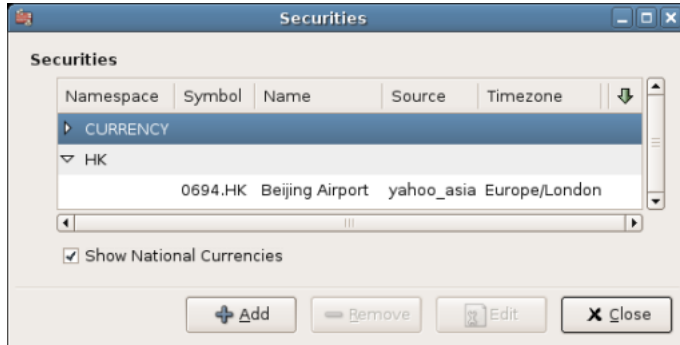 Securities
Securities
Namespace Symbol Name Source Timezone
CURRENCY
HK
0694.HK Beijing Airport yahoo_asia Europe/London
Show National Currencies
Add Remove Edit Close